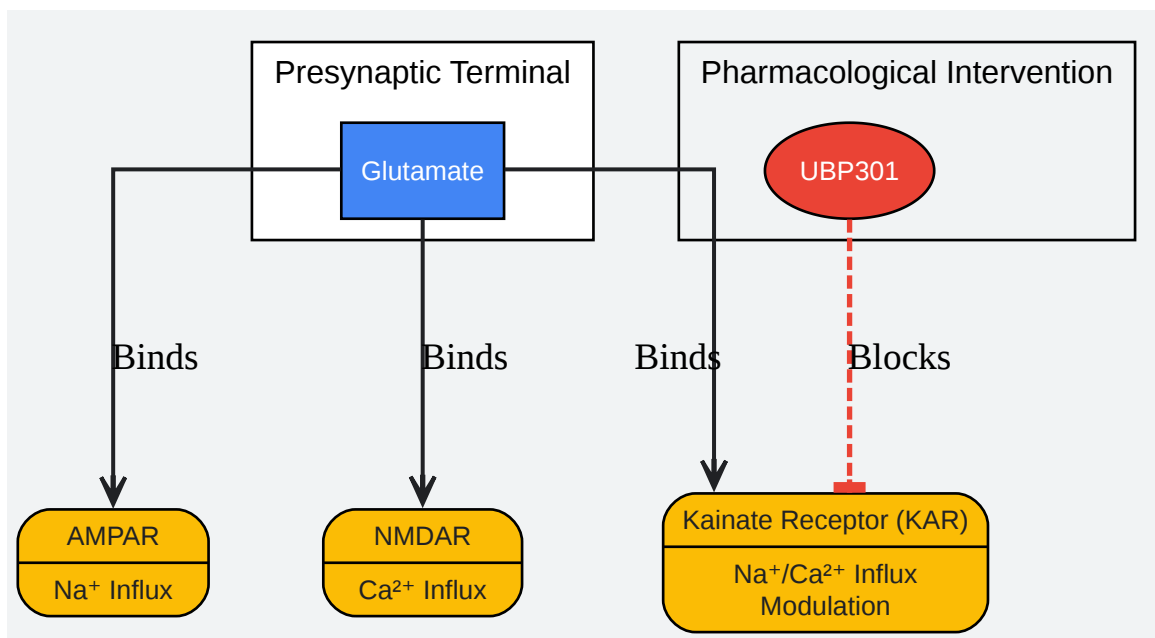 Presynaptic Terminal
Pharmacological Intervention
Glutamate
UBP301
Binds
Binds
Binds
Blocks
AMPAR
Na⁺ Influx
NMDAR
Ca²⁺ Influx
Kainate Receptor (KAR)
Na⁺/Ca²⁺ Influx
Modulation